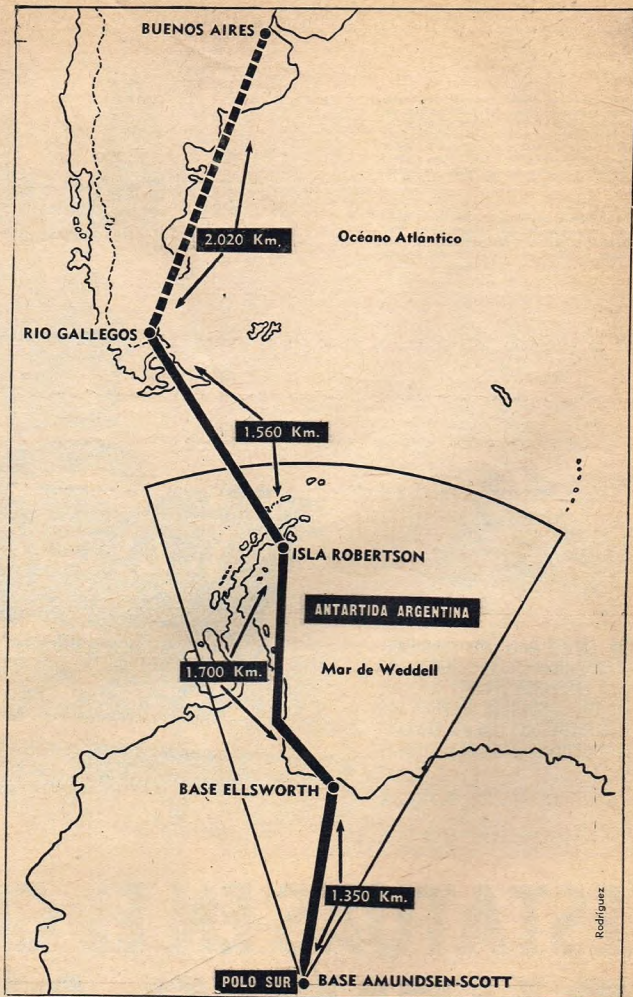 BUENOS AIRES
2.020 Km.
Océano Atlántico
RIO GALLEGOS
1.560 Km.
ISLA ROBERTSON
ANTARTIDA ARGENTINA
1.700 Km.
Mar de Weddell
BASE ELLSWORTH
1.350 Km.
Rodríguez
POLO SUR
BASE AMUNDSEN-SCOTT